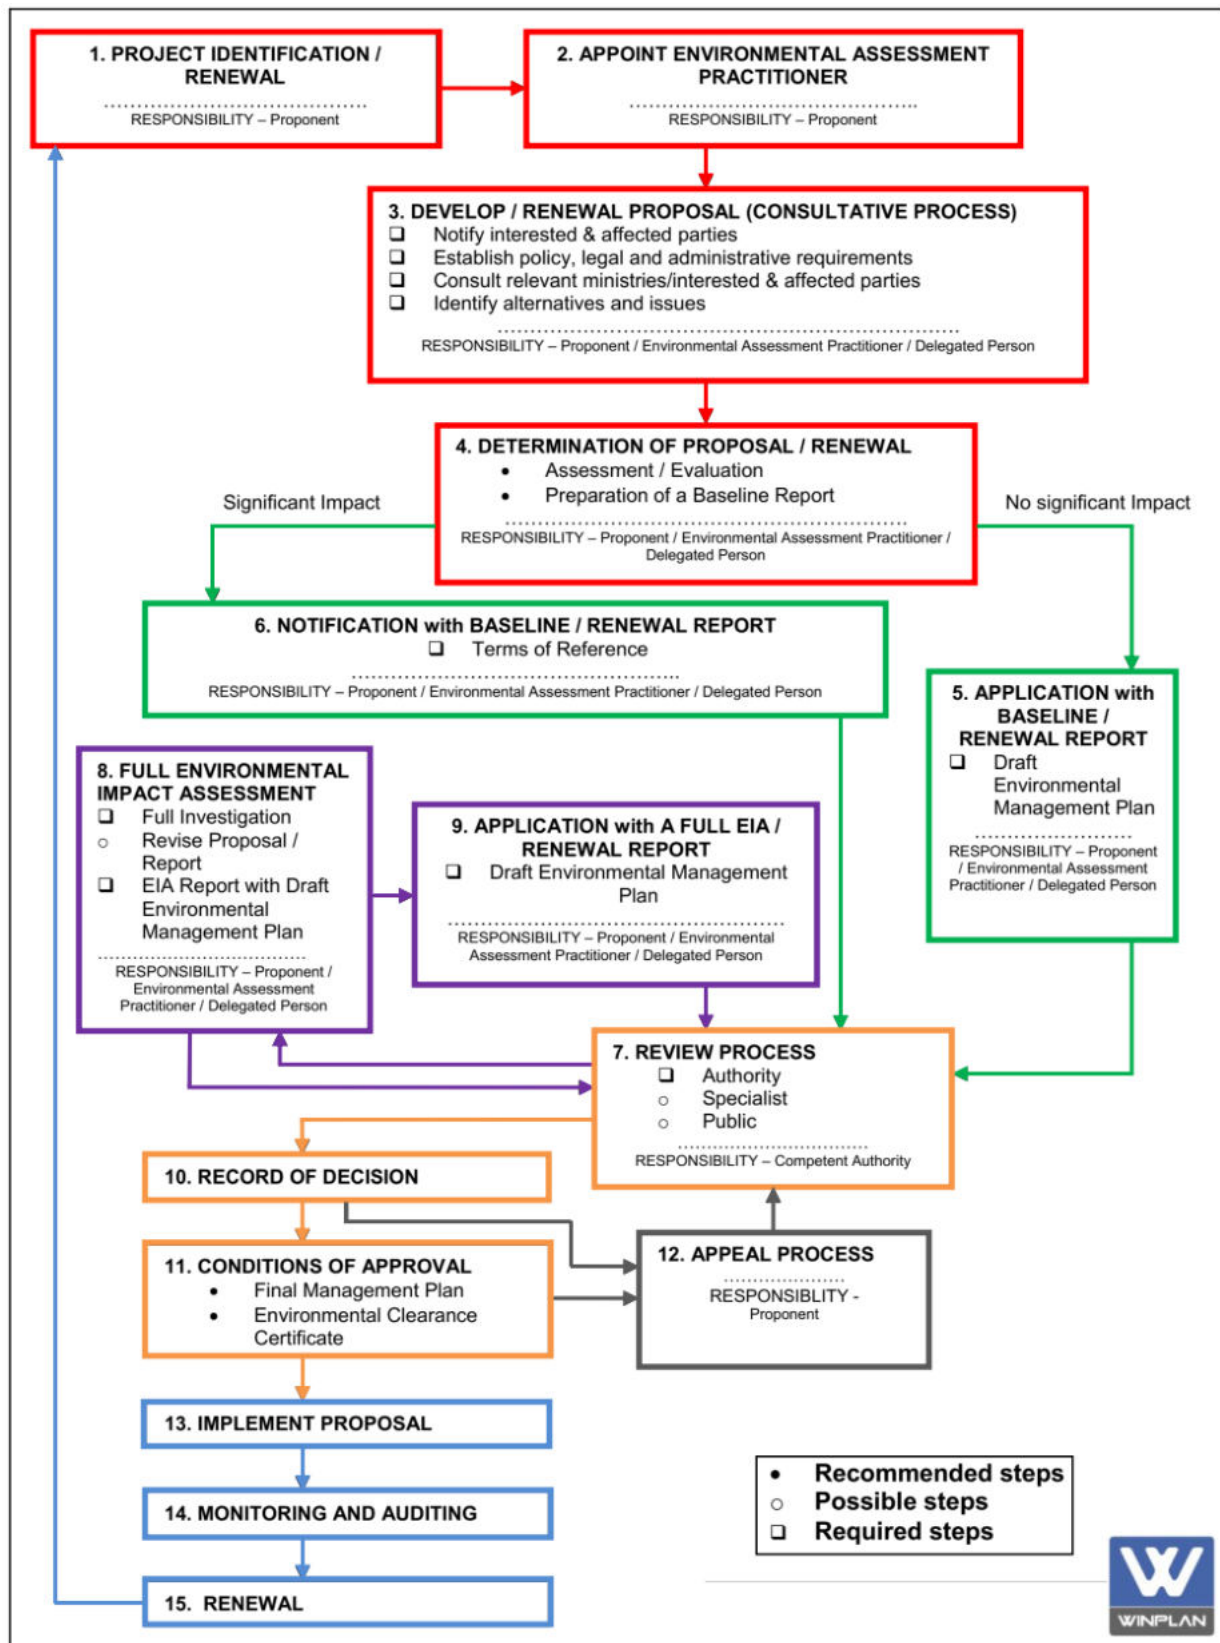 1. PROJECT IDENTIFICATION /
RENEWAL
RESPONSIBILITY – Proponent
2. APPOINT ENVIRONMENTAL ASSESSMENT
PRACTITIONER
RESPONSIBILITY – Proponent
3. DEVELOP / RENEWAL PROPOSAL (CONSULTATIVE PROCESS)
❑ Notify interested & affected parties
❑ Establish policy, legal and administrative requirements
❑ Consult relevant ministries/interested & affected parties
❑ Identify alternatives and issues
RESPONSIBILITY – Proponent / Environmental Assessment Practitioner / Delegated Person
4. DETERMINATION OF PROPOSAL / RENEWAL
• Assessment / Evaluation
• Preparation of a Baseline Report
RESPONSIBILITY – Proponent / Environmental Assessment Practitioner /
Delegated Person
Significant Impact
No significant Impact
6. NOTIFICATION with BASELINE / RENEWAL REPORT
❑ Terms of Reference
RESPONSIBILITY – Proponent / Environmental Assessment Practitioner / Delegated Person
5. APPLICATION with
BASELINE /
RENEWAL REPORT
❑ Draft
Environmental
Management Plan
RESPONSIBILITY – Proponent
/ Environmental Assessment
Practitioner / Delegated Person
8. FULL ENVIRONMENTAL
IMPACT ASSESSMENT
❑ Full Investigation
○ Revise Proposal /
Report
❑ EIA Report with Draft
Environmental
Management Plan
RESPONSIBILITY – Proponent /
Environmental Assessment
Practitioner / Delegated Person
9. APPLICATION with A FULL EIA /
RENEWAL REPORT
❑ Draft Environmental Management
Plan
RESPONSIBILITY – Proponent / Environmental
Assessment Practitioner / Delegated Person
7. REVIEW PROCESS
❑ Authority
○ Specialist
○ Public
RESPONSIBILITY – Competent Authority
10. RECORD OF DECISION
11. CONDITIONS OF APPROVAL
• Final Management Plan
• Environmental Clearance
Certificate
12. APPEAL PROCESS
RESPONSIBLITY -
Proponent
13. IMPLEMENT PROPOSAL
14. MONITORING AND AUDITING
15. RENEWAL
• Recommended steps
○ Possible steps
❑ Required steps
W
WINPLAN